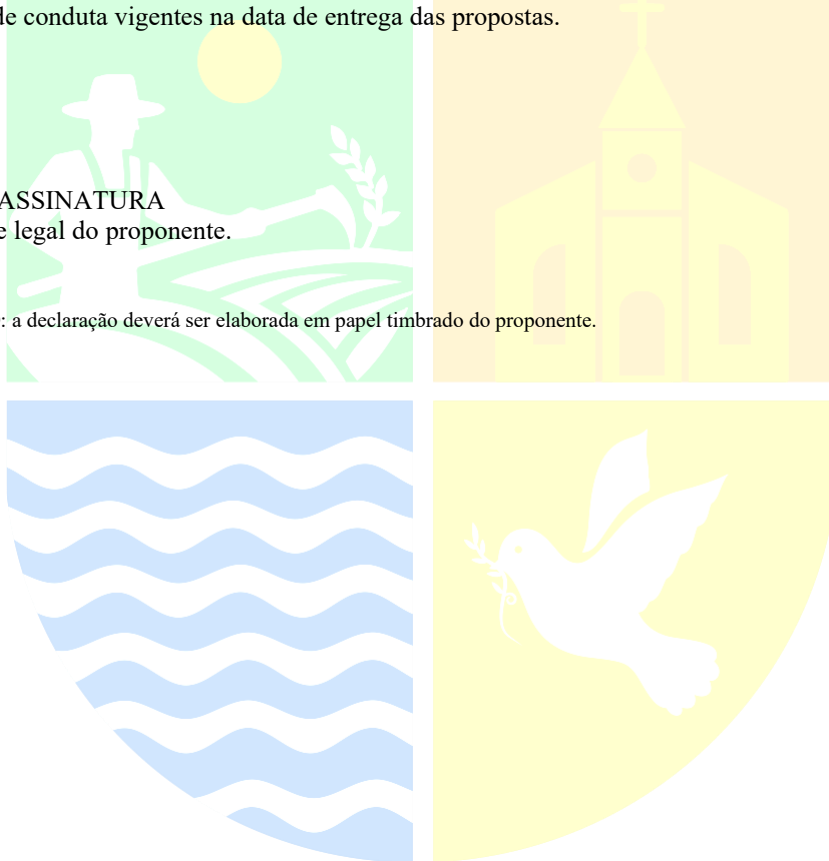 de conduta vigentes na data de entrega das propostas.
ASSINATURA
e legal do proponente.
: a declaração deverá ser elaborada em papel timbrado do proponente.